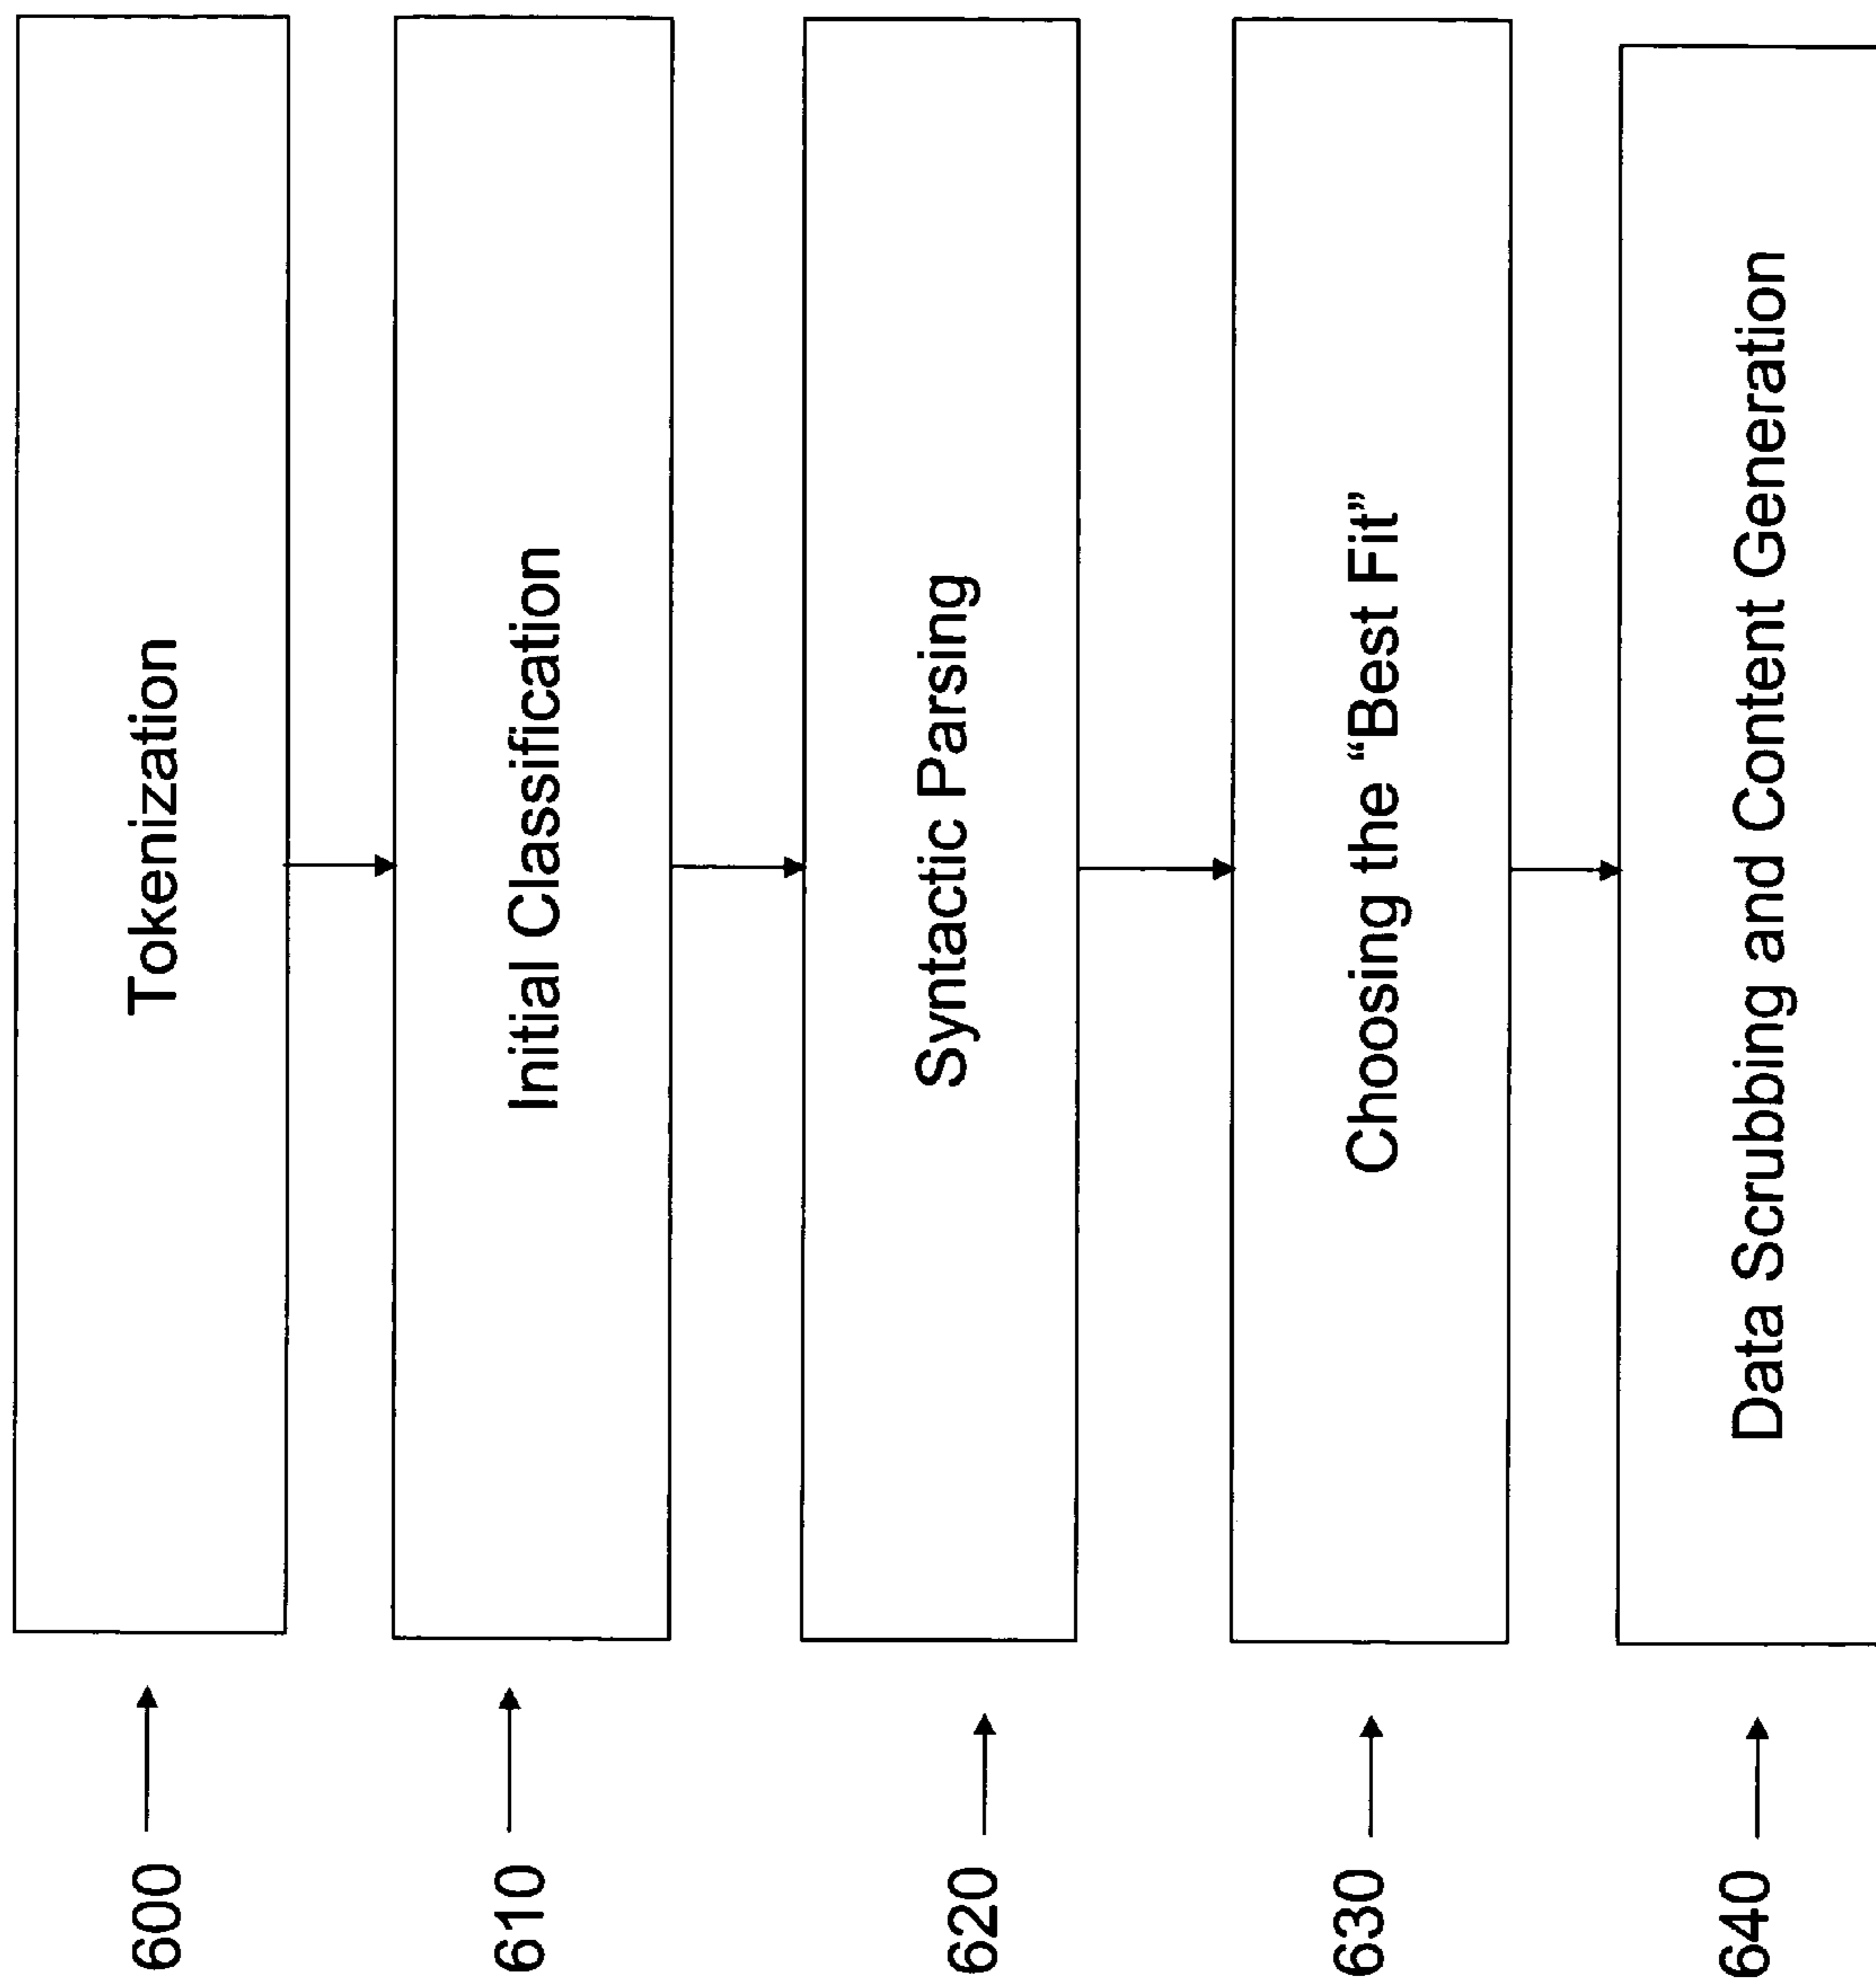 600
Tokenization
610
Initial Classification
620
Syntactic Parsing
630
Choosing the “Best Fit”
640
Data Scrubbing and Content Generation